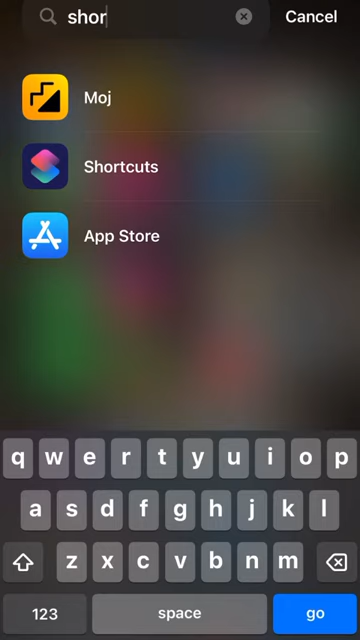 shor
Cancel
Moj
Shortcuts
App Store
q w e r t y u i o p
a s d f g h j k l
z x c v b n m
123 space go